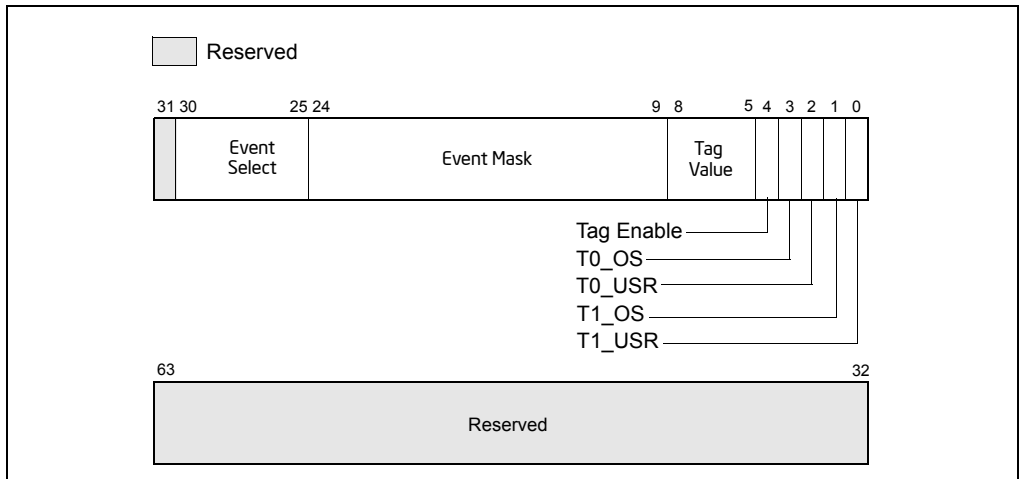 Reserved
31 30 25 24 9 8 5 4 3 2 1 0
Event Select
Event Mask
Tag Value
Tag Enable
T0_OS
T0_USR
T1_OS
T1_USR
63 32
Reserved